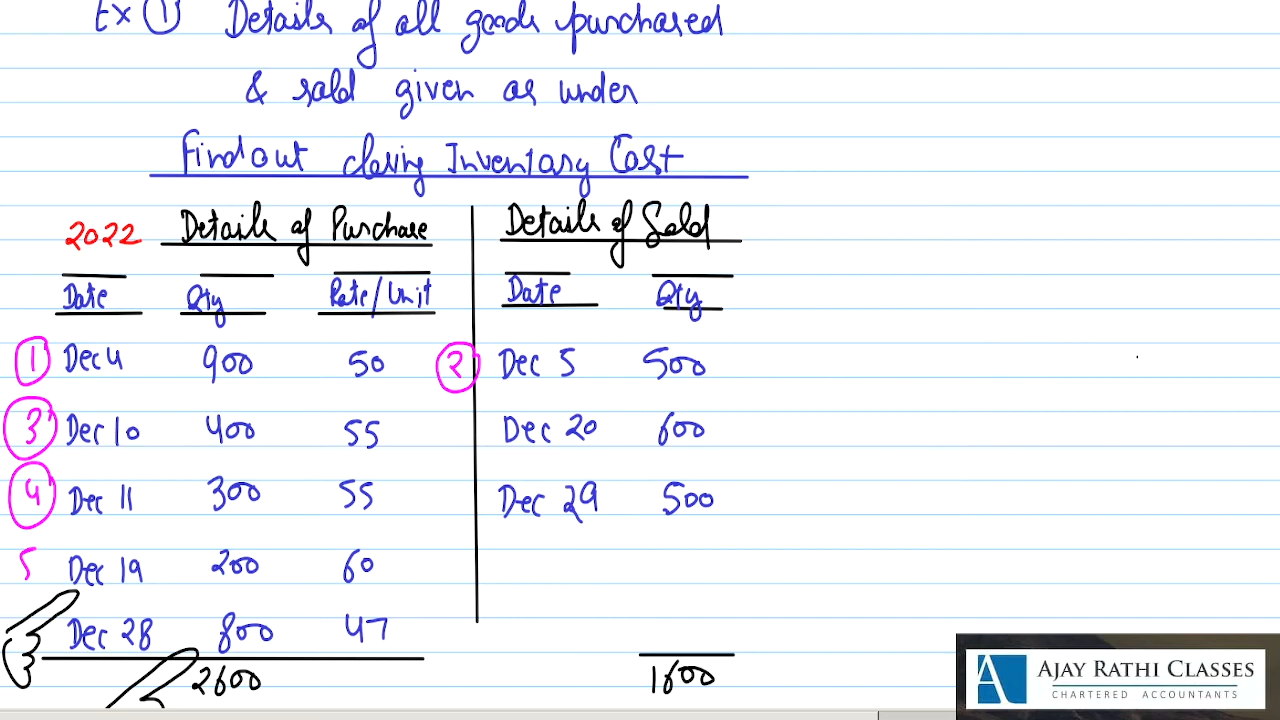 Ex ① Details of all goods purchased
& sold given as under
Find out closing Inventory Cost
2022 Details of Purchase Details of Sold
Date Qty Rate/Unit Date Qty
① Dec 4 900 50 ② Dec 5 500
③ Dec 10 400 55 Dec 20 600
④ Dec 11 300 55 Dec 29 500
5 Dec 19 200 60
Dec 28 800 47
2600 1600
AJAY RATHI CLASSES
CHARTERED ACCOUNTANTS